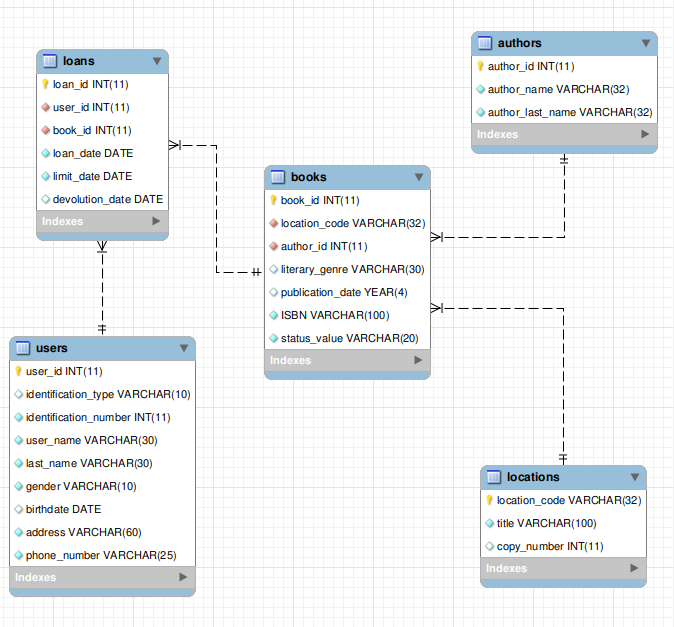 loans
loan_id INT(11)
user_id INT(11)
book_id INT(11)
loan_date DATE
limit_date DATE
devolution_date DATE
Indexes
authors
author_id INT(11)
author_name VARCHAR(32)
author_last_name VARCHAR(32)
Indexes
books
book_id INT(11)
location_code VARCHAR(32)
author_id INT(11)
literary_genre VARCHAR(30)
publication_date YEAR(4)
ISBN VARCHAR(100)
status_value VARCHAR(20)
Indexes
users
user_id INT(11)
identification_type VARCHAR(10)
identification_number INT(11)
user_name VARCHAR(30)
last_name VARCHAR(30)
gender VARCHAR(10)
birthdate DATE
address VARCHAR(60)
phone_number VARCHAR(25)
Indexes
locations
location_code VARCHAR(32)
title VARCHAR(100)
copy_number INT(11)
Indexes